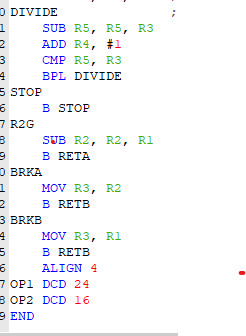 0 DIVIDE ;
1 SUB R5, R5, R3
2 ADD R4, #1
3 CMP R5, R3
4 BPL DIVIDE
5 STOP
6 B STOP
7 R2G
8 SUB R2, R2, R1
9 B RETA
0 BRKA
1 MOV R3, R2
2 B RETB
3 BRKB
4 MOV R3, R1
5 B RETB
6 ALIGN 4
7 OP1 DCD 24
8 OP2 DCD 16
9 END